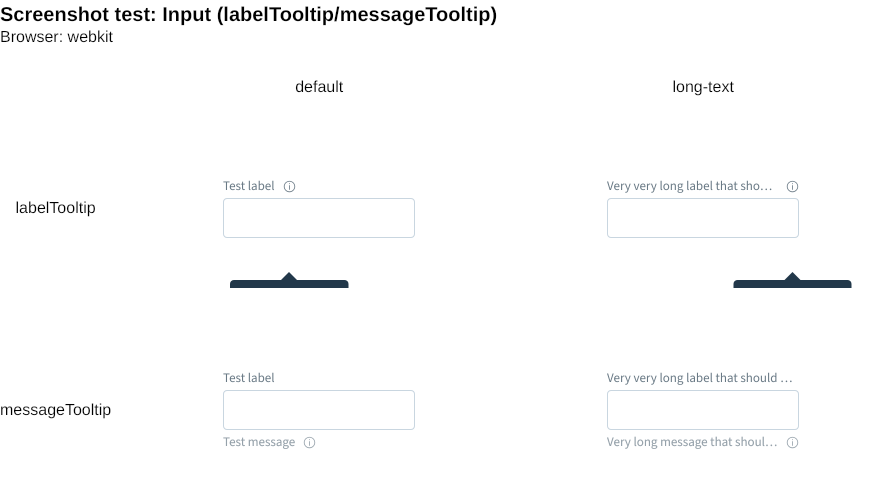 Screenshot test: Input (labelTooltip/messageTooltip)
Browser: webkit
default
long-text
labelTooltip
Test label
Very very long label that sho…
messageTooltip
Test label
Very very long label that should …
Test message
Very long message that shoul…